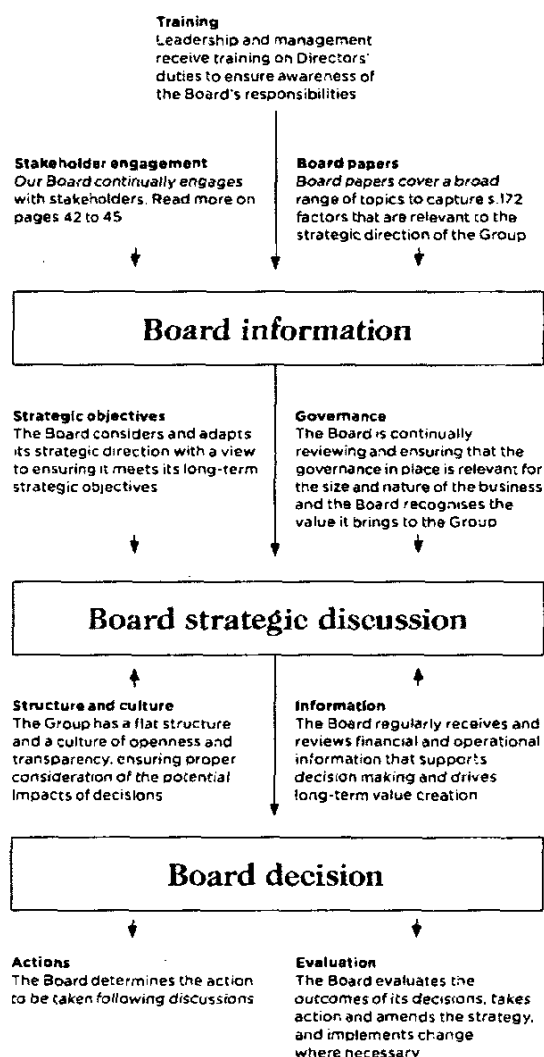 Training
Leadership and management
receive training on Directors'
duties to ensure awareness of
the Board's responsibilities
Stakeholder engagement
Our Board continually engages
with stakeholders. Read more on
pages 42 to 45
Board papers
Board papers cover a broad
range of topics to capture s.172
factors that are relevant to the
strategic direction of the Group
Board information
Strategic objectives
The Board considers and adapts
its strategic direction with a view
to ensuring it meets its long-term
strategic objectives
Governance
The Board is continually
reviewing and ensuring that the
governance in place is relevant for
the size and nature of the business
and the Board recognises the
value it brings to the Group
Board strategic discussion
Structure and culture
The Group has a flat structure
and a culture of openness and
transparency, ensuring proper
consideration of the potential
impacts of decisions
Information
The Board regularly receives and
reviews financial and operational
information that supports
decision making and drives
long-term value creation
Board decision
Actions
The Board determines the action
to be taken following discussions
Evaluation
The Board evaluates the
outcomes of its decisions, takes
action and amends the strategy,
and implements change
where necessary